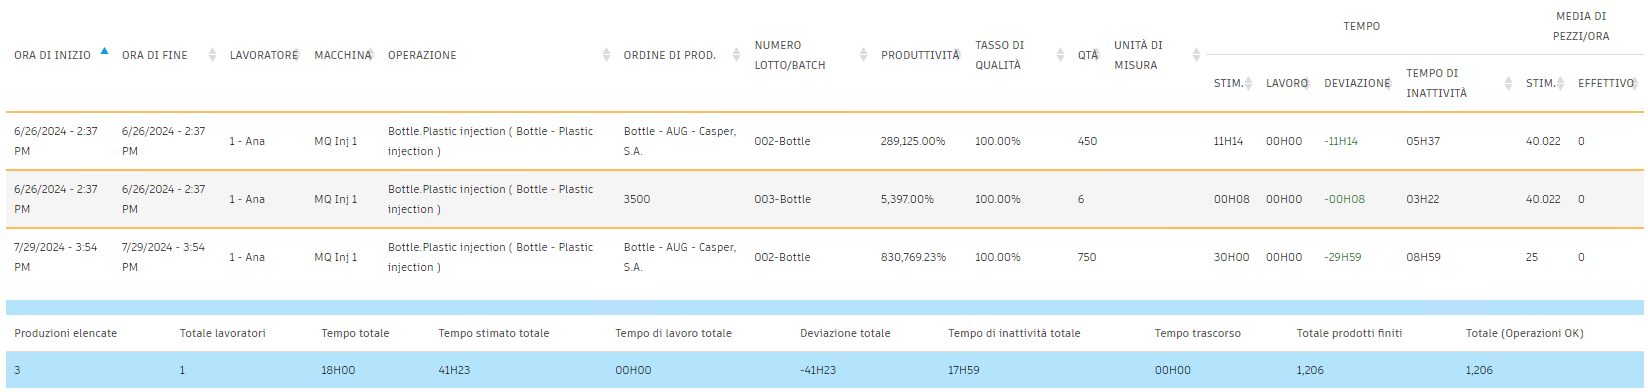 TEMPO
MEDIA DI
PEZZI/ORA
ORA DI INIZIO ORA DI FINE LAVORATORE MACCHINA OPERAZIONE ORDINE DI PROD. NUMERO LOTTO/BATCH PRODUTTIVITÀ TASSO DI QUALITÀ QTÀ UNITÀ DI MISURA
STIM. LAVORO DEVIAZIONE TEMPO DI INATTIVITÀ STIM. EFFETTIVO
6/26/2024 - 2:37 PM 6/26/2024 - 2:37 PM 1 - Ana MQ Inj 1 Bottle.Plastic injection ( Bottle - Plastic injection ) Bottle - AUG - Casper, S.A. 002-Bottle 289,125.00% 100.00% 450 11H14 00H00 -11H14 05H37 40.022 0
6/26/2024 - 2:37 PM 6/26/2024 - 2:37 PM 1 - Ana MQ Inj 1 Bottle.Plastic injection ( Bottle - Plastic injection ) 3500 003-Bottle 5,397.00% 100.00% 6 00H08 00H00 -00H08 03H22 40.022 0
7/29/2024 - 3:54 PM 7/29/2024 - 3:54 PM 1 - Ana MQ Inj 1 Bottle.Plastic injection ( Bottle - Plastic injection ) Bottle - AUG - Casper, S.A. 002-Bottle 830,769.23% 100.00% 750 30H00 00H00 -29H59 08H59 25 0
Produzioni elencate Totale lavoratori Tempo totale Tempo stimato totale Tempo di lavoro totale Deviazione totale Tempo di inattività totale Tempo trascorso Totale prodotti finiti Totale (Operazioni OK)
3 1 18H00 41H23 00H00 -41H23 17H59 00H00 1,206 1,206